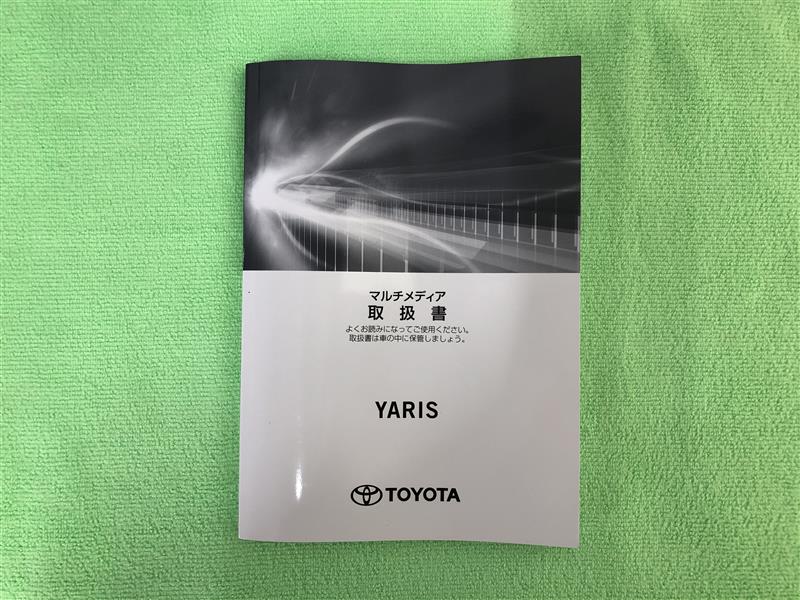 マルチメディア
取扱書
よくお読みになってご使用ください。
取扱書は車の中に保管しましょう。
YARIS
TOYOTA